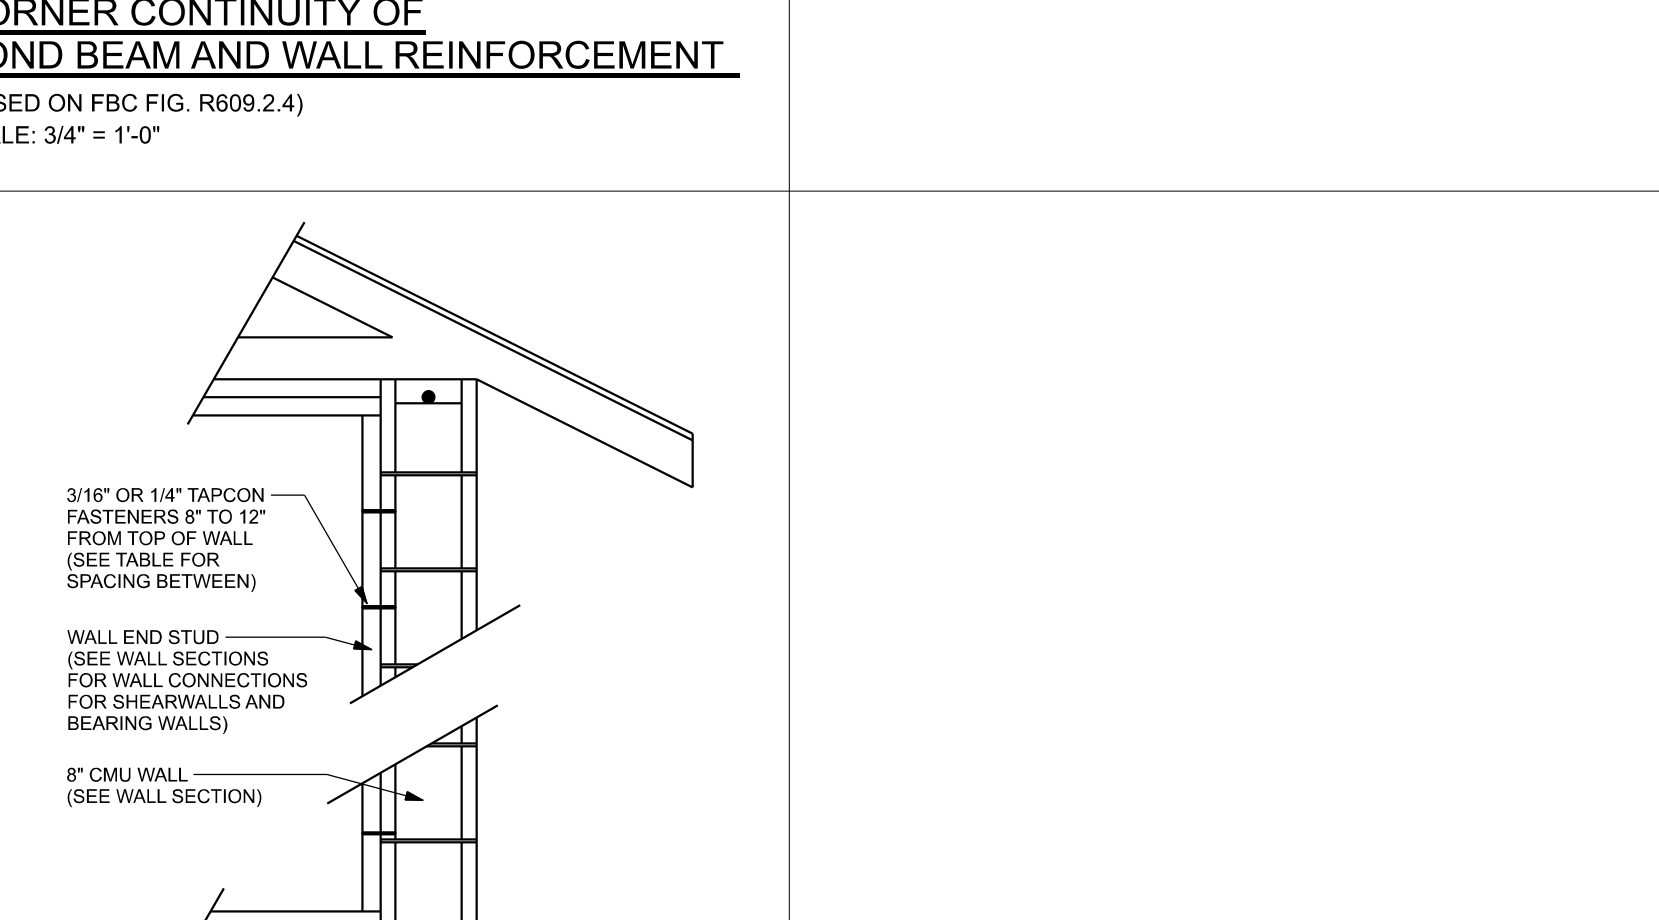 ORNER CONTINUITY OF
OND BEAM AND WALL REINFORCEMENT
SED ON FBC FIG. R609.2.4)
LE: 3/4" = 1'-0"
3/16" OR 1/4" TAPCON
FASTENERS 8" TO 12"
FROM TOP OF WALL
(SEE TABLE FOR
SPACING BETWEEN)
WALL END STUD
(SEE WALL SECTIONS
FOR WALL CONNECTIONS
FOR SHEARWALLS AND
BEARING WALLS)
8" CMU WALL
(SEE WALL SECTION)